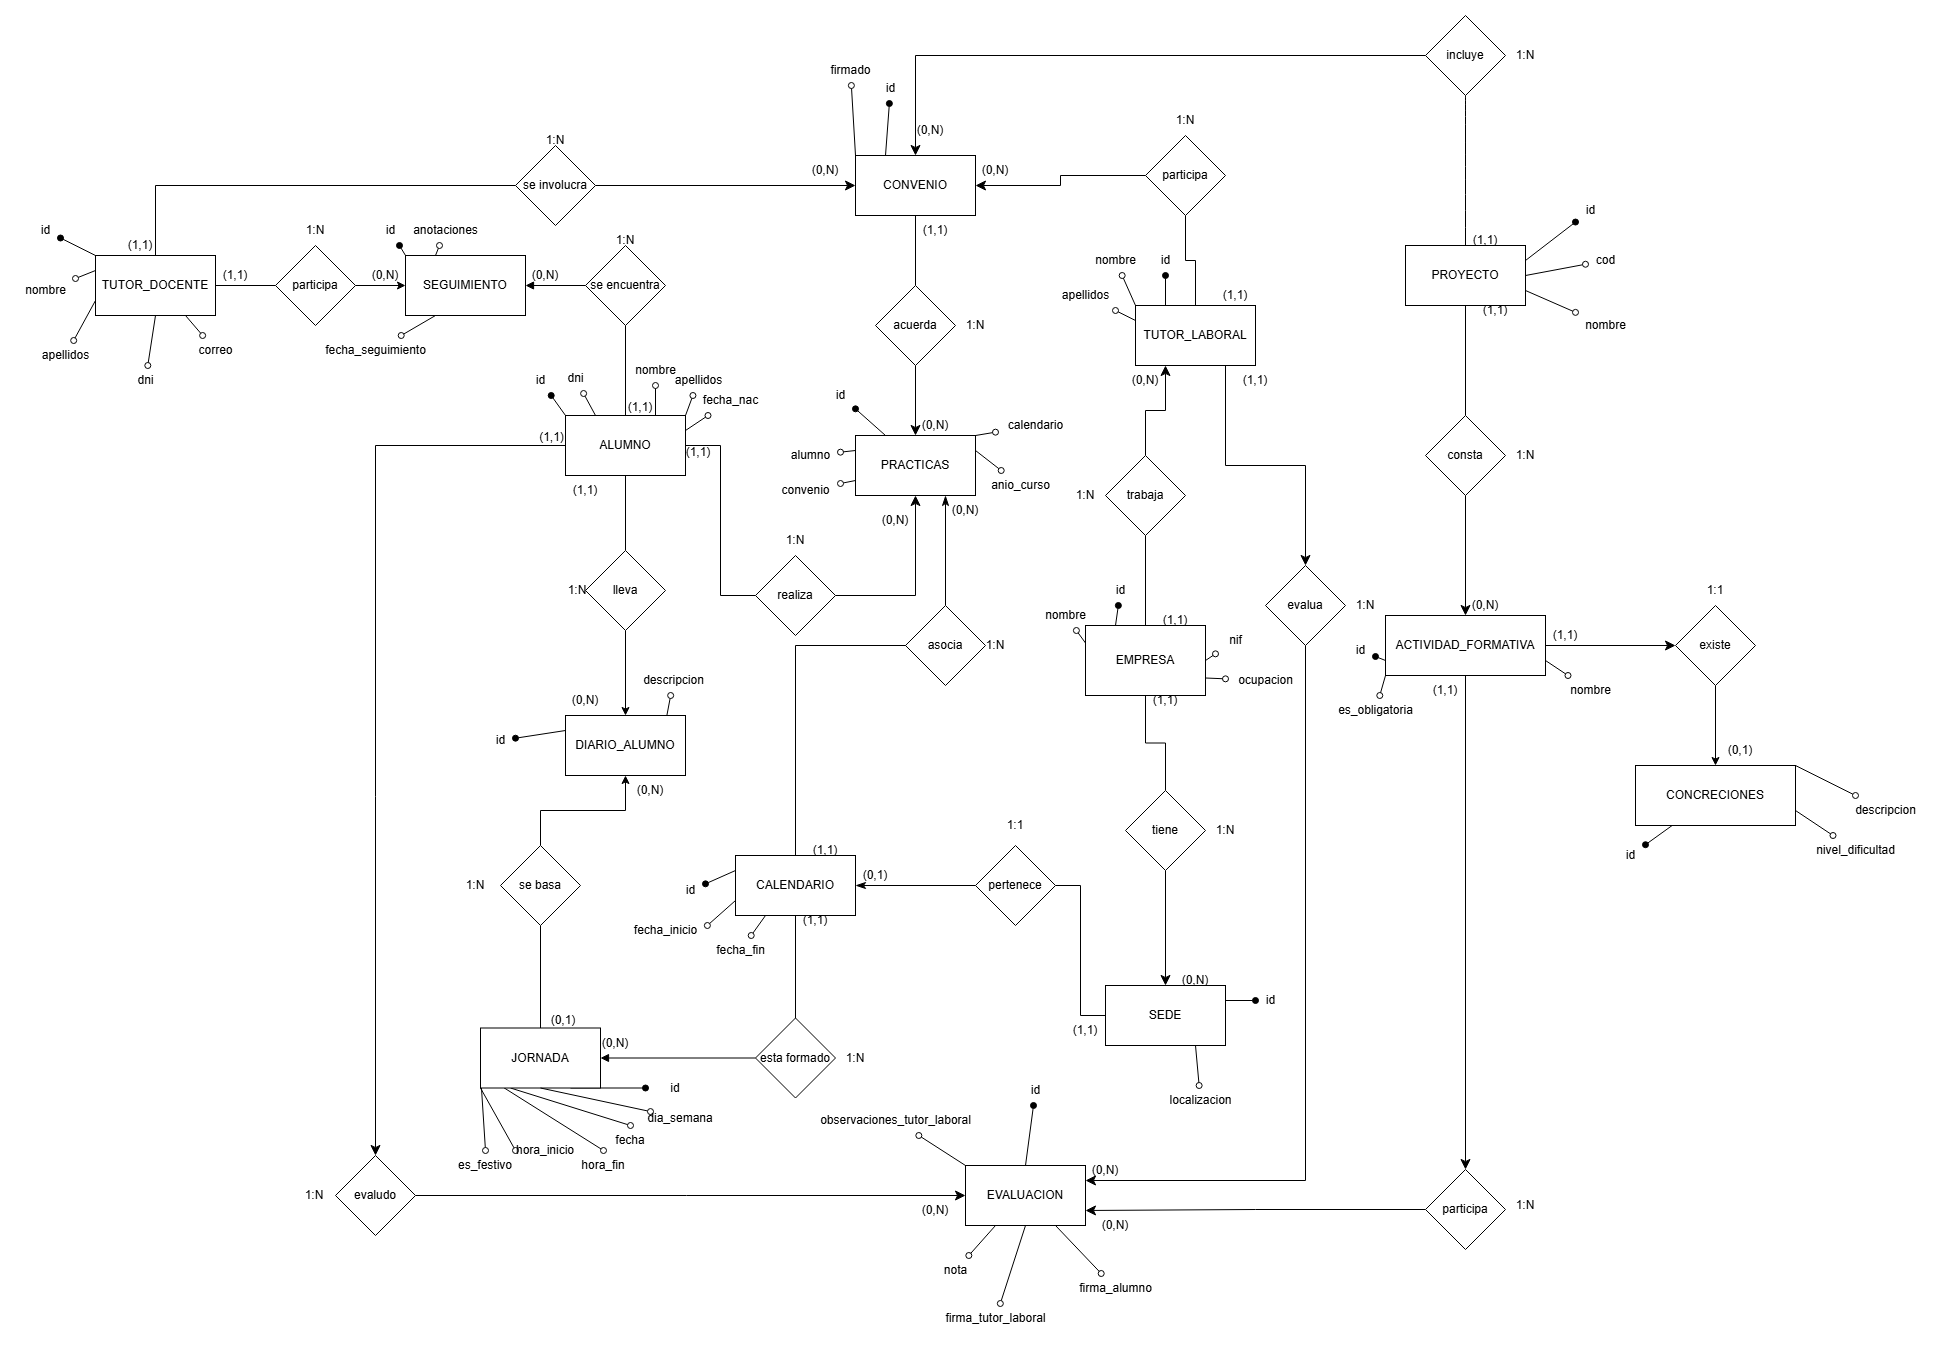 incluye
1:N
firmado
id
(0,N)
1:N
participa
1:N
se involucra
(0,N)
CONVENIO
(0,N)
(1,1)
id
nombre
apellidos
dni
correo
TUTOR_DOCENTE
(1,1)
(1,1)
1:N
participa
(0,N)
id
anotaciones
SEGUIMIENTO
fecha_seguimiento
(0,N)
1:N
se encuentra
acuerda
1:N
nombre
id
apellidos
(1,1)
TUTOR_LABORAL
(0,N)
(1,1)
(1,1)
PROYECTO
(1,1)
id
cod
nombre
id
dni
nombre
apellidos
fecha_nac
(1,1)
(1,1)
ALUMNO
(1,1)
(1,1)
id
(0,N)
calendario
alumno
PRACTICAS
convenio
anio_curso
(0,N)
(0,N)
1:N
trabaja
consta
1:N
1:N
lleva
1:N
realiza
asocia
1:N
id
nombre
(1,1)
EMPRESA
nif
ocupacion
(1,1)
evalua
1:N
(0,N)
ACTIVIDAD_FORMATIVA
(1,1)
id
es_obligatoria
nombre
(1,1)
1:1
existe
(0,1)
CONCRECIONES
descripcion
nivel_dificultad
id
descripcion
(0,N)
id
DIARIO_ALUMNO
(0,N)
1:N
se basa
(1,1)
CALENDARIO
id
fecha_inicio
fecha_fin
(1,1)
(0,1)
1:1
pertenece
tiene
1:N
(0,N)
SEDE
(1,1)
id
localizacion
(0,1)
JORNADA
(0,N)
esta formado
1:N
id
dia_semana
fecha
hora_inicio
hora_fin
es_festivo
1:N
evaludo
observaciones_tutor_laboral
id
(0,N)
EVALUACION
(0,N)
(0,N)
nota
firma_alumno
firma_tutor_laboral
participa
1:N